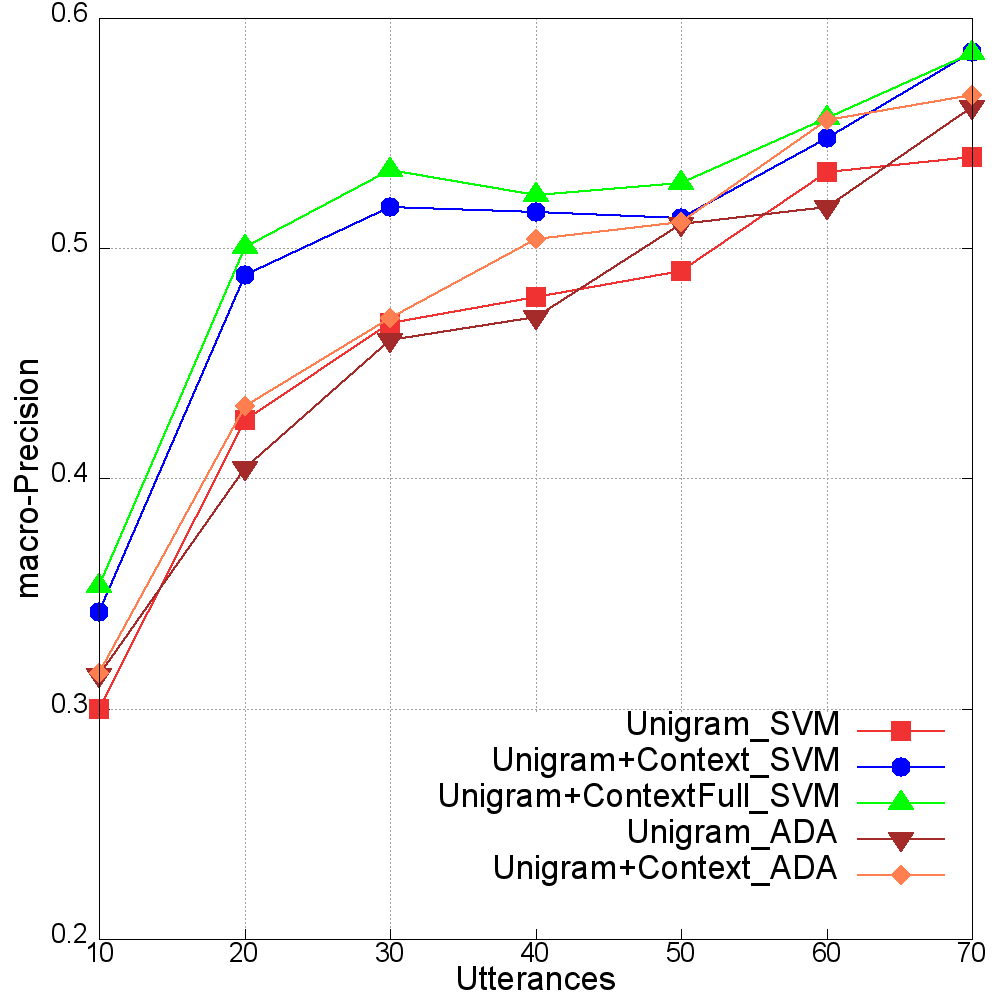 0.6
0.5
0.4
0.3
0.2
macro-Precision
Unigram_SVM
Unigram+Context_SVM
Unigram+ContextFull_SVM
Unigram_ADA
Unigram+Context_ADA
10 20 30 40 50 60 70
Utterances